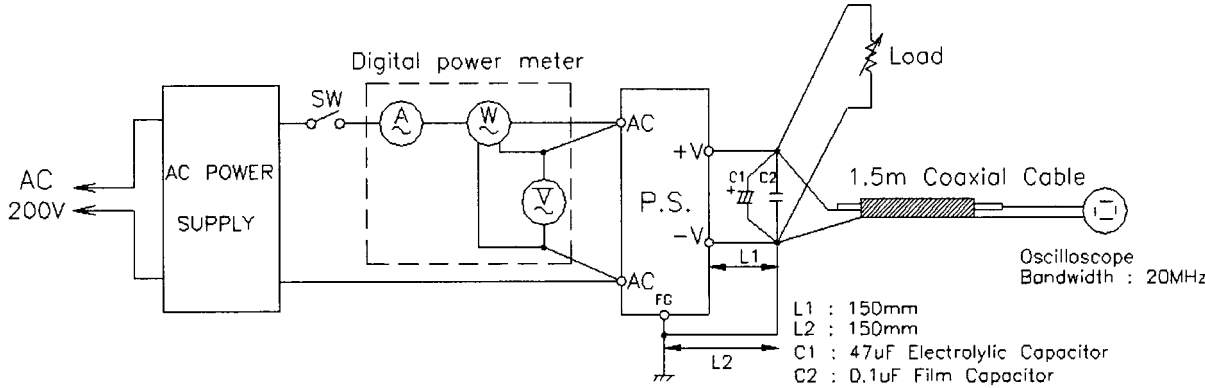 Digital power meter
SW
A
W
V
AC POWER
SUPPLY
AC
200V
AC
AC
P.S.
FG
+V
-V
C1
+
C2
L1
L2
Load
1.5m Coaxial Cable
Oscilloscope
Bandwidth : 20MHz
L1 : 150mm
L2 : 150mm
C1 : 47uF Electrolylic Capacitor
C2 : 0.1uF Film Capacitor